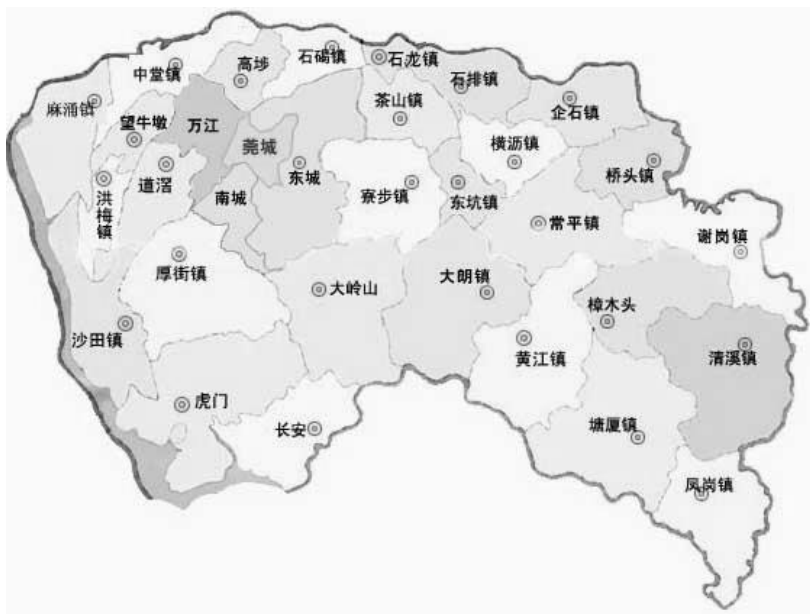 中堂镇
高埗
石碣镇
石龙镇
石排镇
麻涌镇
望牛墩
万江
茶山镇
企石镇
莞城
横沥镇
桥头镇
道滘
南城
东城
寮步镇
东坑镇
洪梅镇
常平镇
谢岗镇
厚街镇
大岭山
大朗镇
樟木头
沙田镇
黄江镇
清溪镇
虎门
长安
塘厦镇
凤岗镇